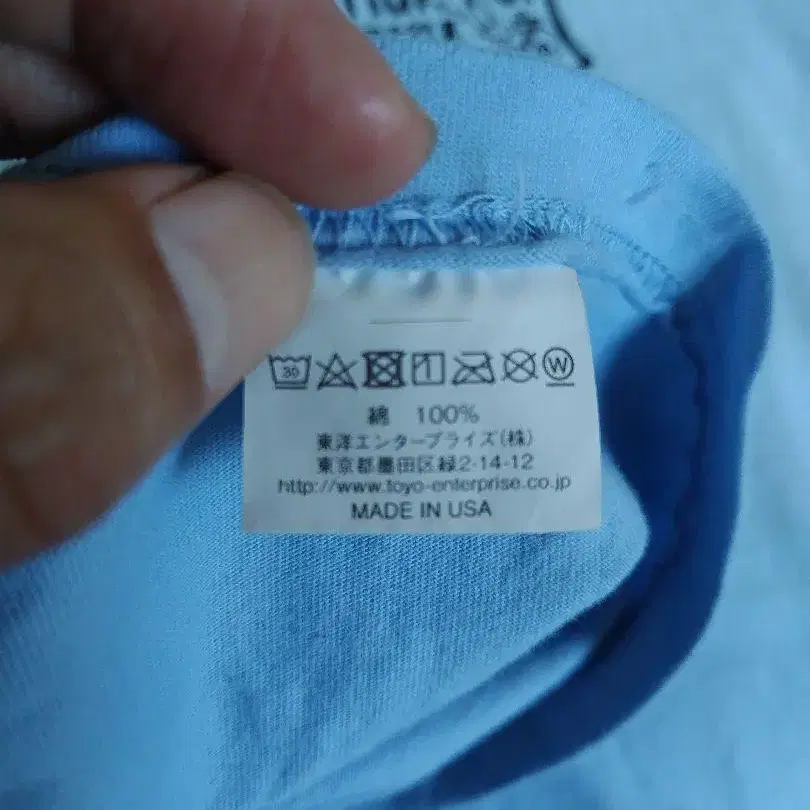 30
W
綿 100%
東洋エンタープライズ(株)
東京都墨田区緑2-14-12
http://www.toyo-enterprise.co.jp
MADE IN USA